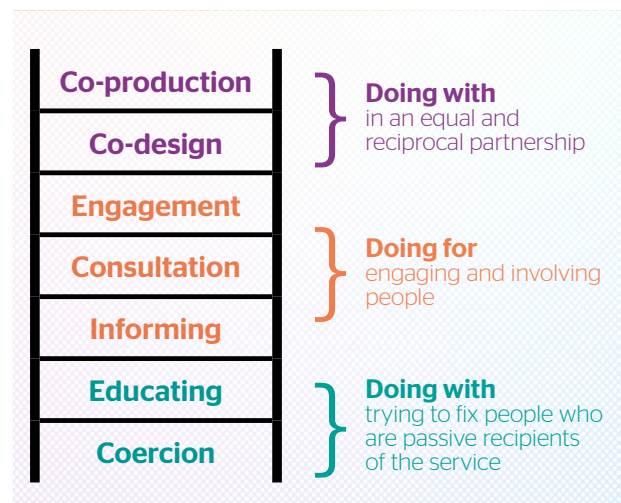 Co-production
Co-design
Engagement
Consultation
Informing
Educating
Coercion
Doing with
in an equal and
reciprocal partnership
Doing for
engaging and involving
people
Doing with
trying to fix people who
are passive recipients
of the service